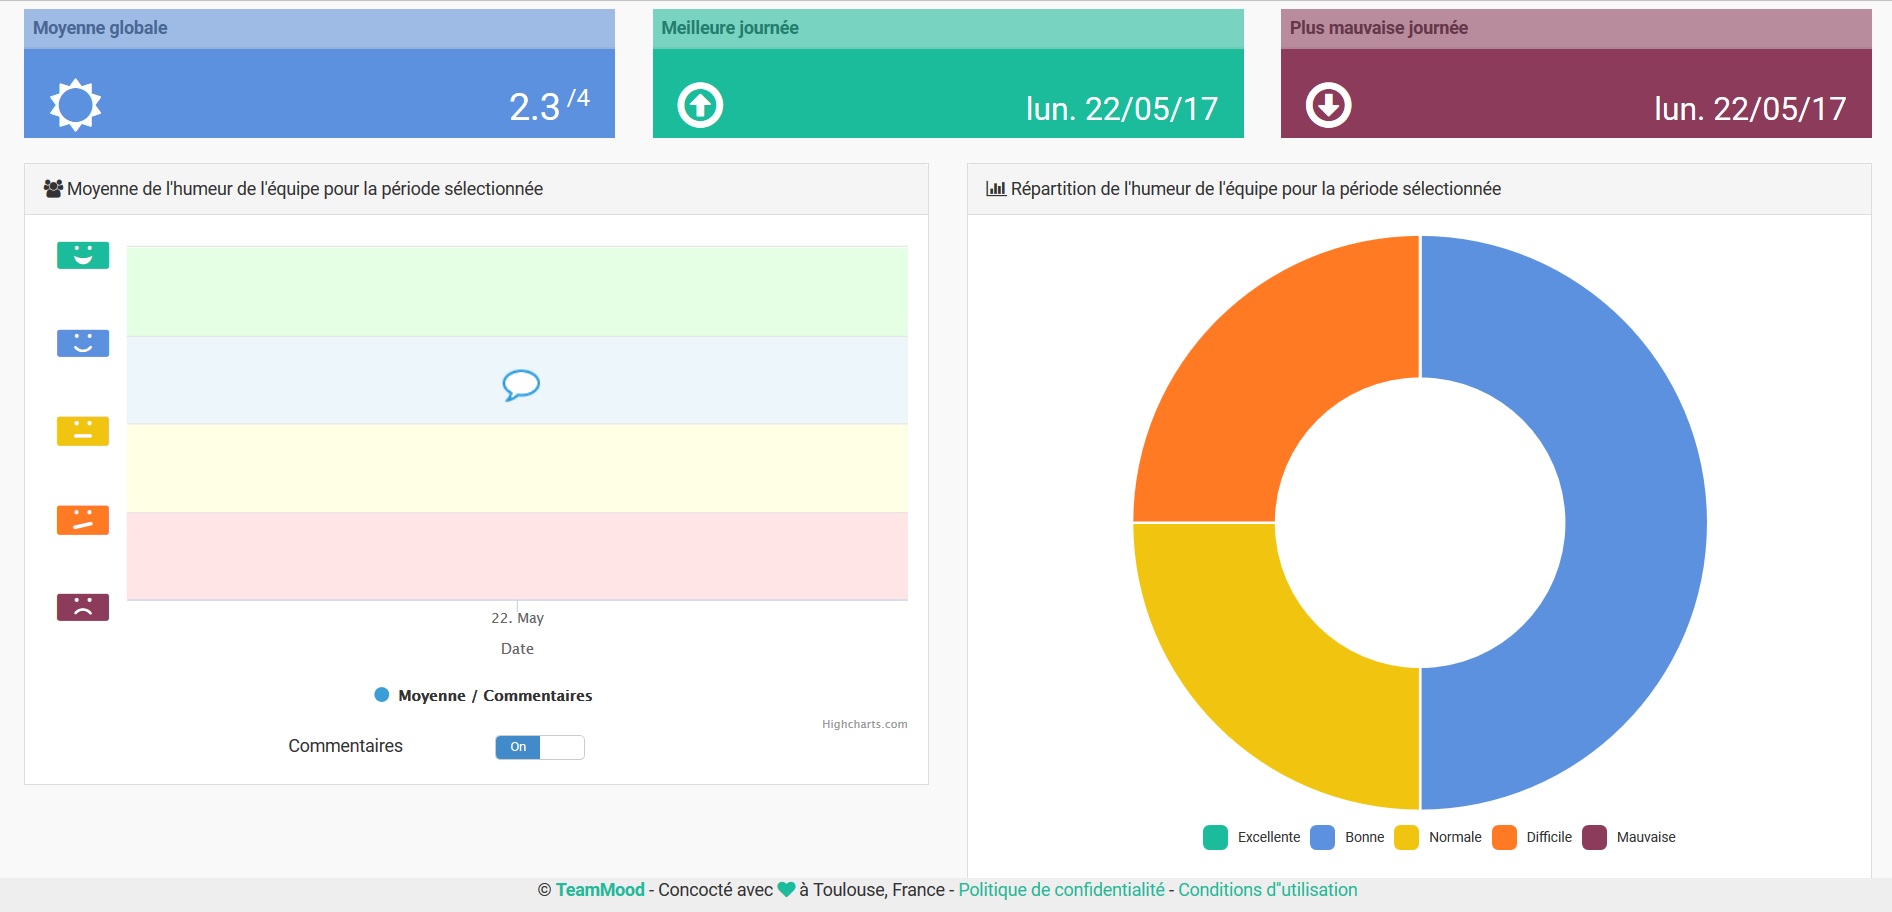 Moyenne globale
2.3 /4
Meilleure journée
lun. 22/05/17
Plus mauvaise journée
lun. 22/05/17
Moyenne de l'humeur de l'équipe pour la période sélectionnée
22. May
Date
Moyenne / Commentaires
Highcharts.com
Commentaires
On
Répartition de l'humeur de l'équipe pour la période sélectionnée
Excellente Bonne Normale Difficile Mauvaise
© TeamMood - Concocté avec à Toulouse, France - Politique de confidentialité - Conditions d''utilisation